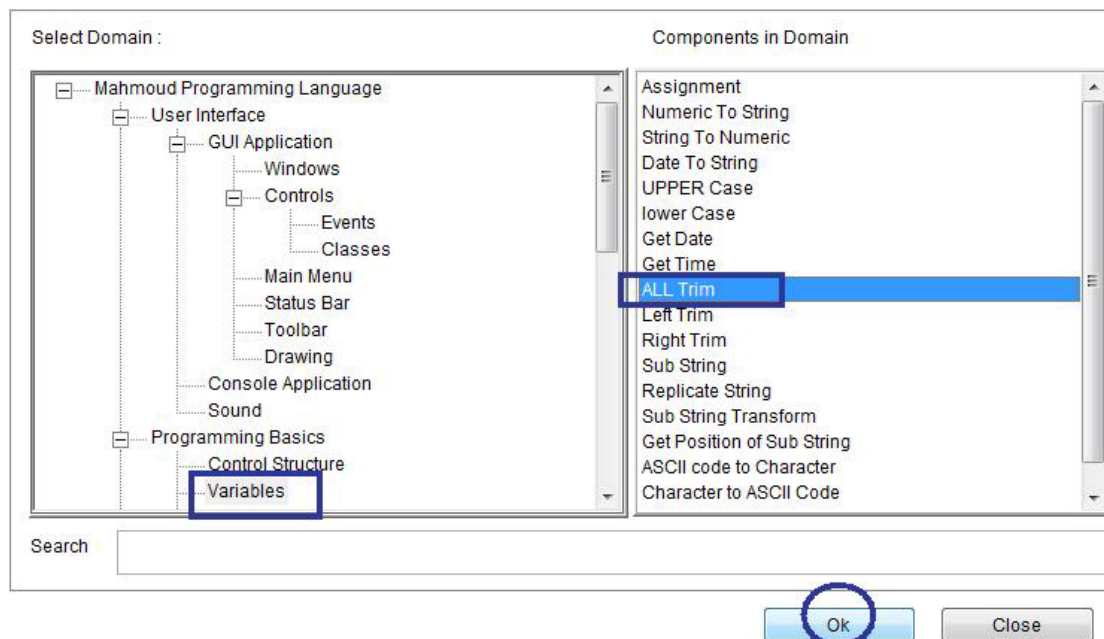 Select Domain :
Mahmoud Programming Language
User Interface
GUI Application
Windows
Controls
Events
Classes
Main Menu
Status Bar
Toolbar
Drawing
Console Application
Sound
Programming Basics
Control Structure
Variables
Components in Domain
Assignment
Numeric To String
String To Numeric
Date To String
UPPER Case
lower Case
Get Date
Get Time
ALL Trim
Left Trim
Right Trim
Sub String
Replicate String
Sub String Transform
Get Position of Sub String
ASCII code to Character
Character to ASCII Code
Search
Ok
Close